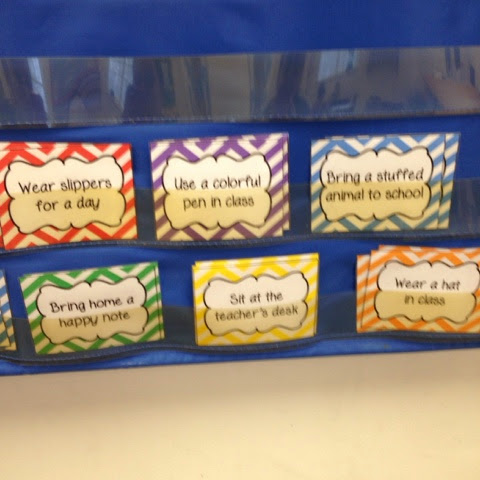 Wear slippers
for a day
Use a colorful
pen in class
Bring a stuffed
animal to school
Bring home a
happy note
Sit at the
teacher's desk
Wear a hat
in class